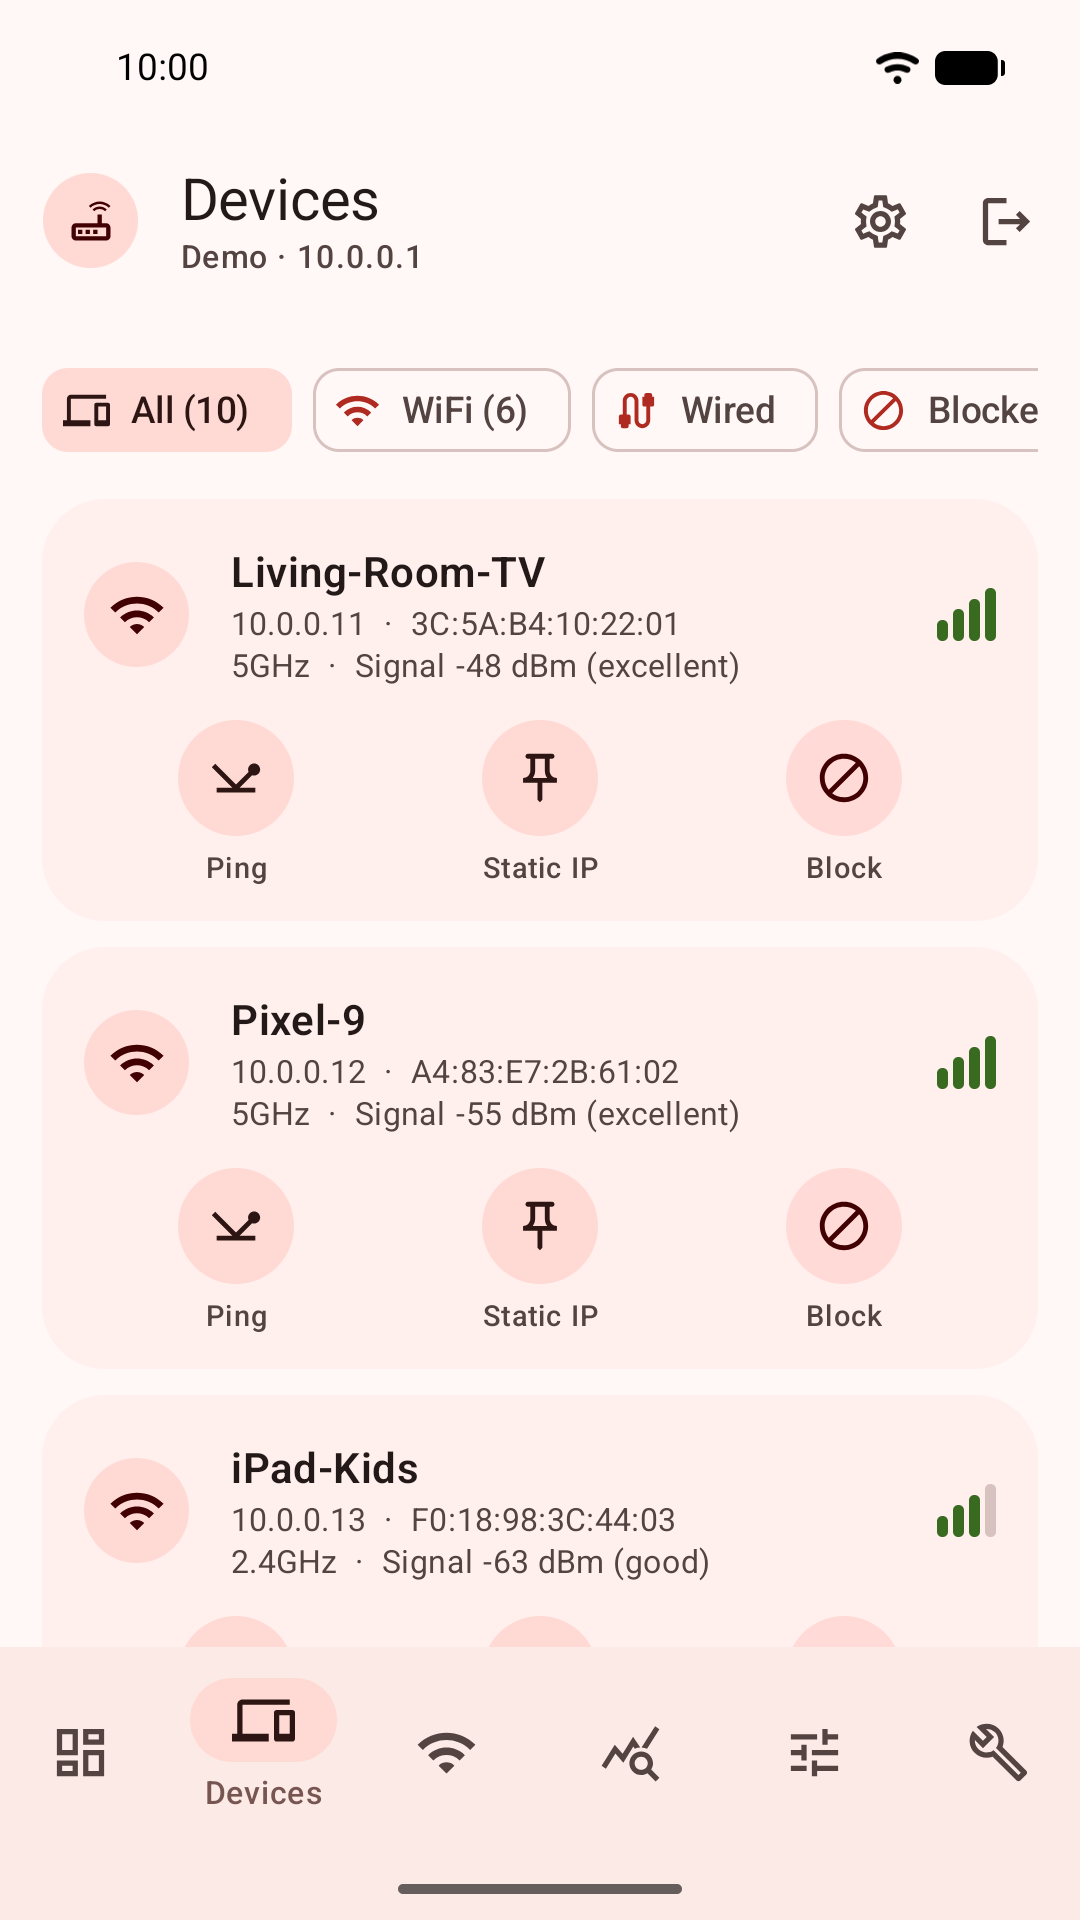 10:00
Devices
Demo · 10.0.0.1
All (10)
WiFi (6)
Wired
Blocke
Living-Room-TV
10.0.0.11 · 3C:5A:B4:10:22:01
5GHz · Signal -48 dBm (excellent)
Ping
Static IP
Block
Pixel-9
10.0.0.12 · A4:83:E7:2B:61:02
5GHz · Signal -55 dBm (excellent)
Ping
Static IP
Block
iPad-Kids
10.0.0.13 · F0:18:98:3C:44:03
2.4GHz · Signal -63 dBm (good)
Devices